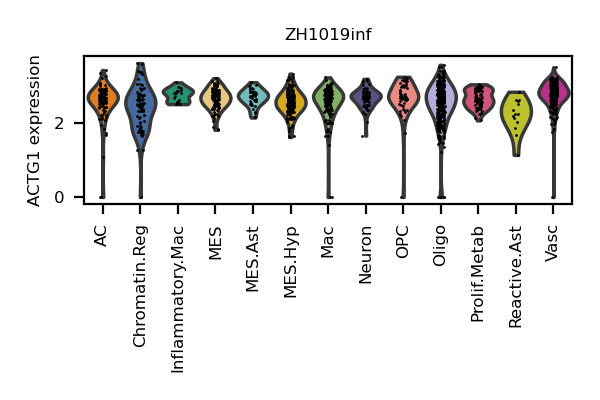 ZH1019inf
ACTG1 expression
2
0
AC
Chromatin.Reg
Inflammatory.Mac
MES
MES.Ast
MES.Hyp
Mac
Neuron
OPC
Oligo
Prolif.Metab
Reactive.Ast
Vasc